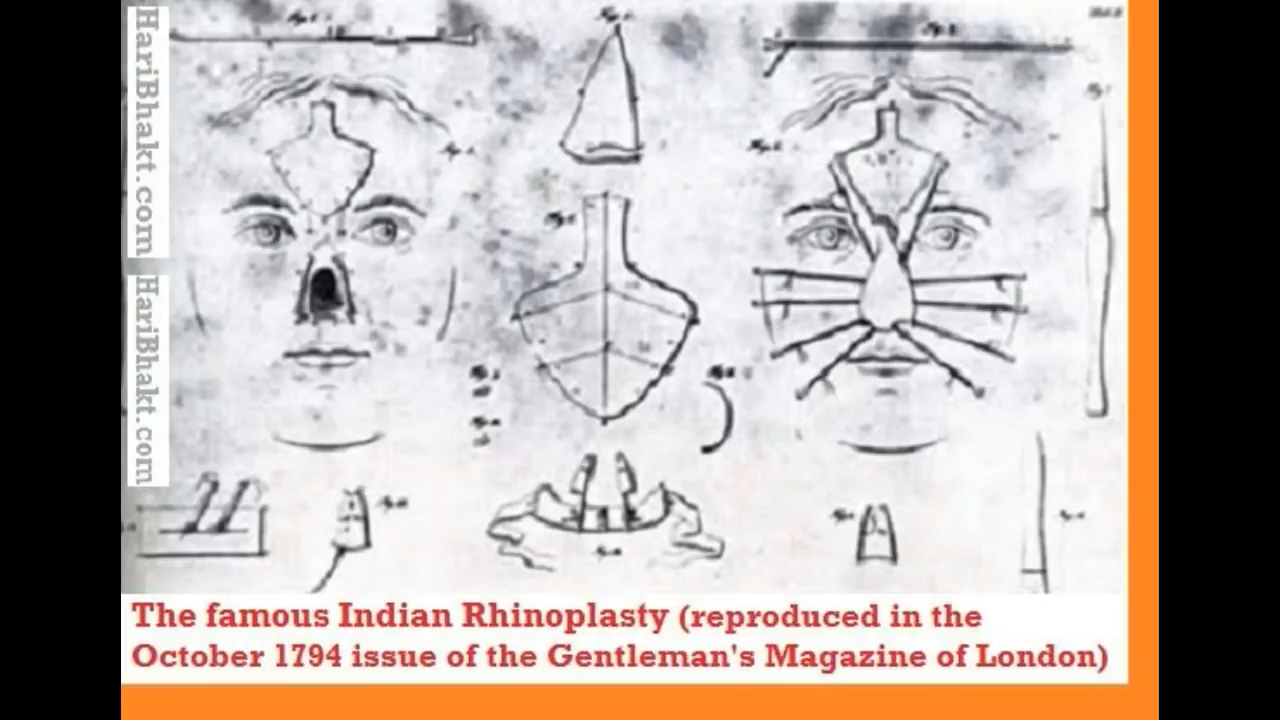 HariBhakt.com
HariBhakt.com
The famous Indian Rhinoplasty (reproduced in the
October 1794 issue of the Gentleman's Magazine of London)